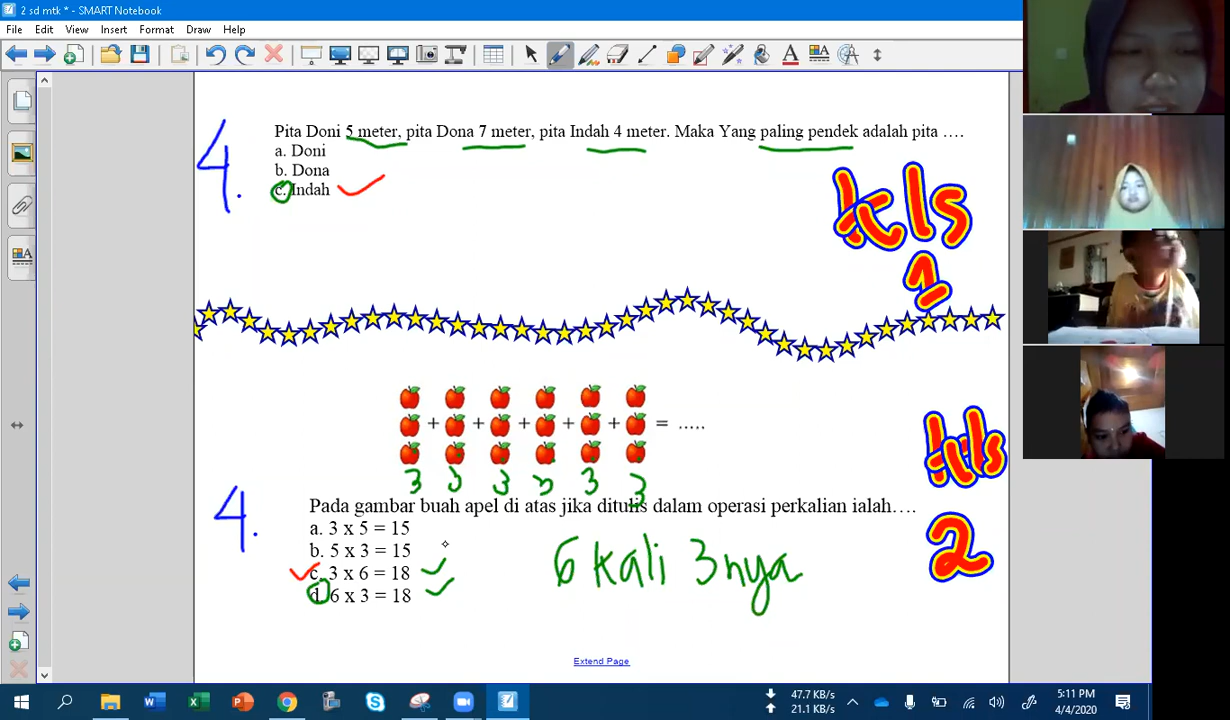 2 sd mtk * - SMART Notebook
File Edit View Insert Format Draw Help
4.
Pita Doni 5 meter, pita Dona 7 meter, pita Indah 4 meter. Maka Yang paling pendek adalah pita ….
a. Doni
b. Dona
c. Indah
kls
1
+ + + + + = .....
3 3 3 3 3 3
kls
2
4.
Pada gambar buah apel di atas jika ditulis dalam operasi perkalian ialah….
a. 3 x 5 = 15
b. 5 x 3 = 15
c. 3 x 6 = 18
d. 6 x 3 = 18
6 kali 3nya
Extend Page
47.7 KB/s
21.1 KB/s
5:11 PM
4/4/2020